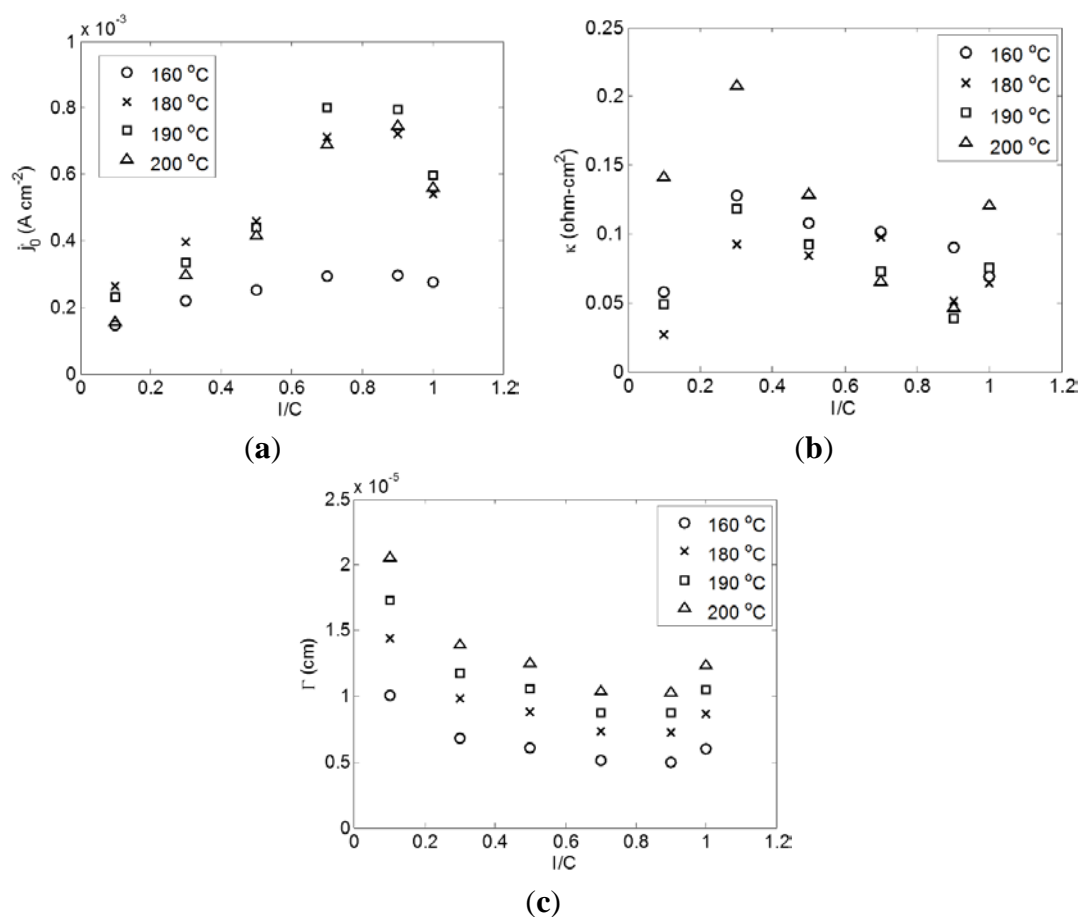 x 10⁻³
1
0.8
0.6
0.4
0.2
0
j₀ (A cm⁻²)
160 °C
180 °C
190 °C
200 °C
0 0.2 0.4 0.6 0.8 1 1.2
I/C
(a)
0.25
0.2
0.15
0.1
0.05
0
κ (ohm-cm²)
160 °C
180 °C
190 °C
200 °C
0 0.2 0.4 0.6 0.8 1 1.2
I/C
(b)
x 10⁻⁵
2.5
2
1.5
1
0.5
0
Γ (cm)
160 °C
180 °C
190 °C
200 °C
0 0.2 0.4 0.6 0.8 1 1.2
I/C
(c)